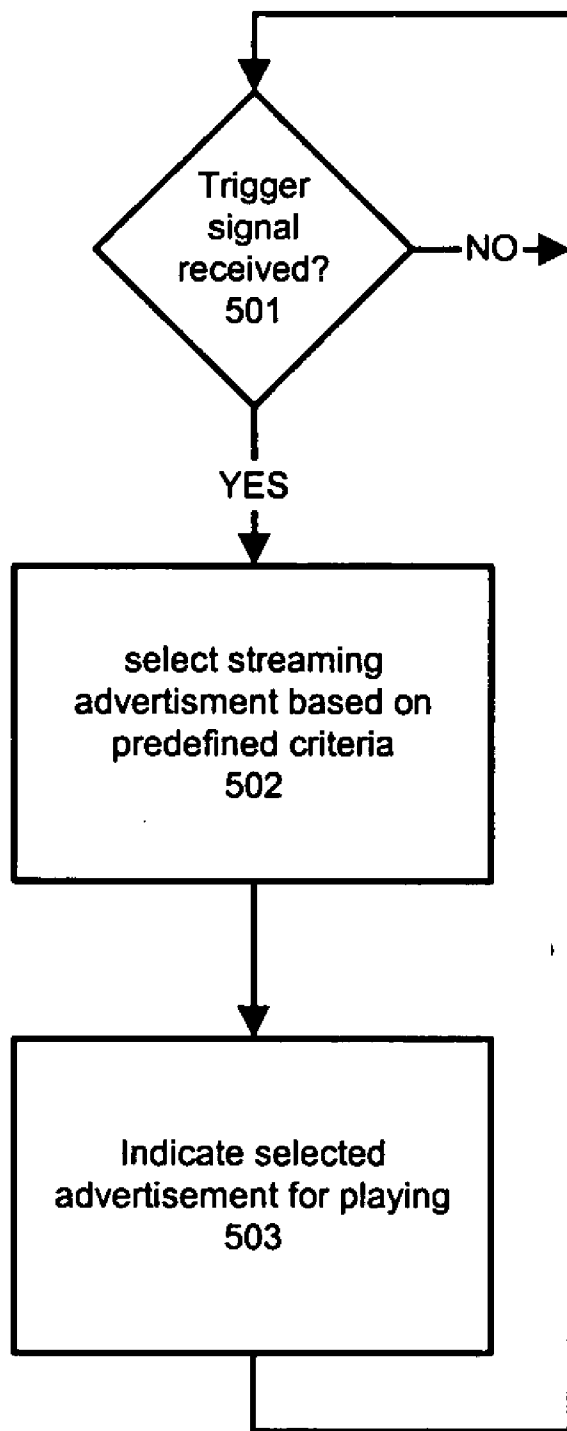 Trigger
signal
received?
501
NO
YES
select streaming
advertisment based on
predefined criteria
502
Indicate selected
advertisement for playing
503